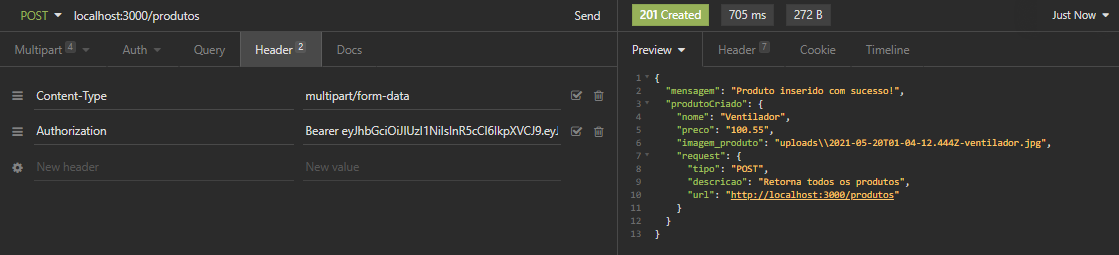 POST localhost:3000/produtos Send
Multipart 4 Auth Query Header 2 Docs
Content-Type multipart/form-data
Authorization Bearer eyJhbGciOiJIUzI1NiIsInR5cCI6IkpXVCJ9.eyJ
New header New value
201 Created 705 ms 272 B Just Now
Preview Header 7 Cookie Timeline
1 {
2 "mensagem": "Produto inserido com sucesso!",
3 "produtoCriado": {
4 "nome": "Ventilador",
5 "preco": "100.55",
6 "imagem_produto": "uploads\\2021-05-20T01-04-12.444Z-ventilador.jpg",
7 "request": {
8 "tipo": "POST",
9 "descricao": "Retorna todos os produtos",
10 "url": "http://localhost:3000/produtos"
11 }
12 }
13 }